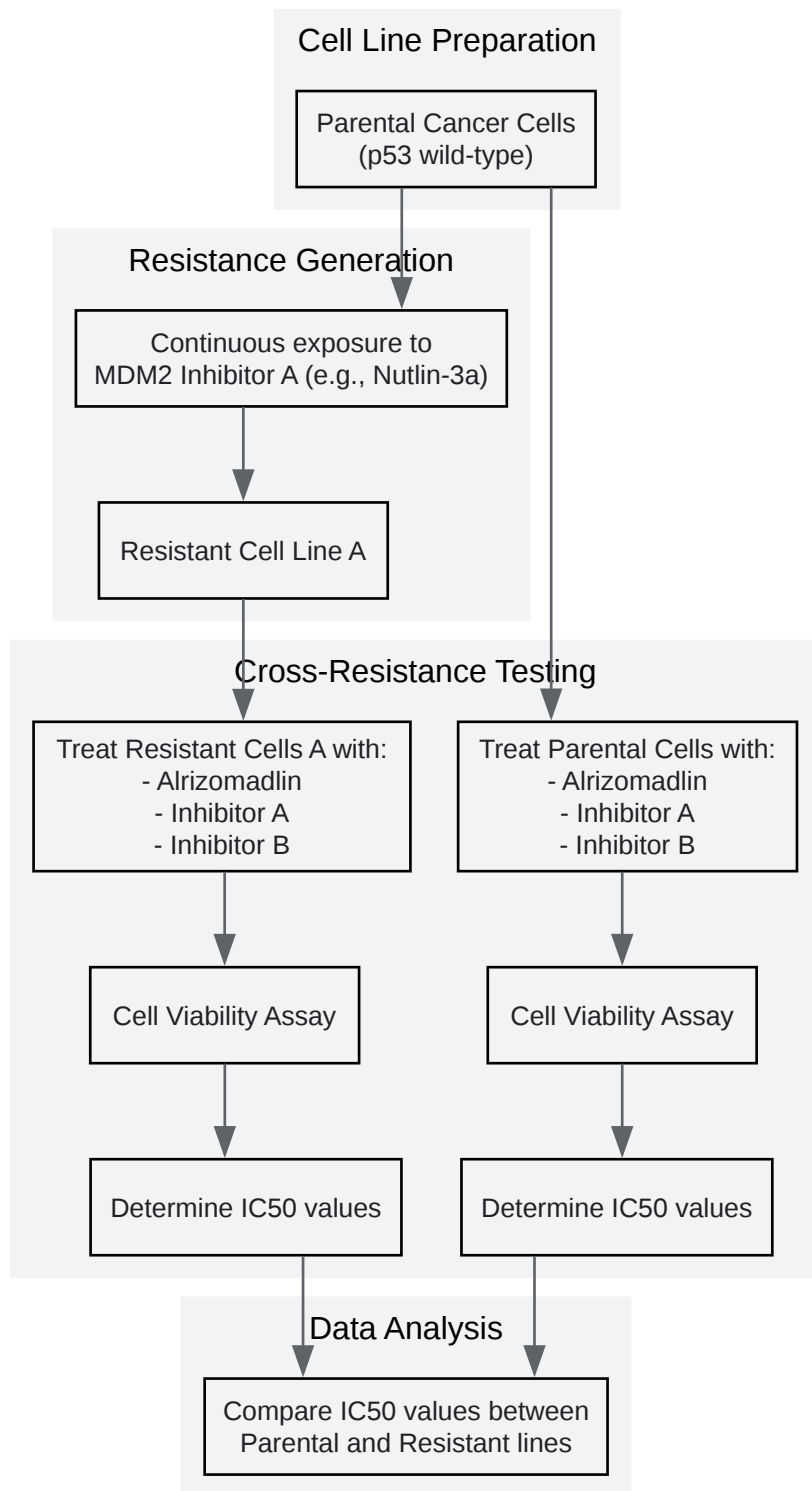 Cell Line Preparation
Parental Cancer Cells
(p53 wild-type)
Resistance Generation
Continuous exposure to
MDM2 Inhibitor A (e.g., Nutlin-3a)
Resistant Cell Line A
Cross-Resistance Testing
Treat Resistant Cells A with:
- Alrizomadlin
- Inhibitor A
- Inhibitor B
Treat Parental Cells with:
- Alrizomadlin
- Inhibitor A
- Inhibitor B
Cell Viability Assay
Cell Viability Assay
Determine IC50 values
Determine IC50 values
Data Analysis
Compare IC50 values between
Parental and Resistant lines